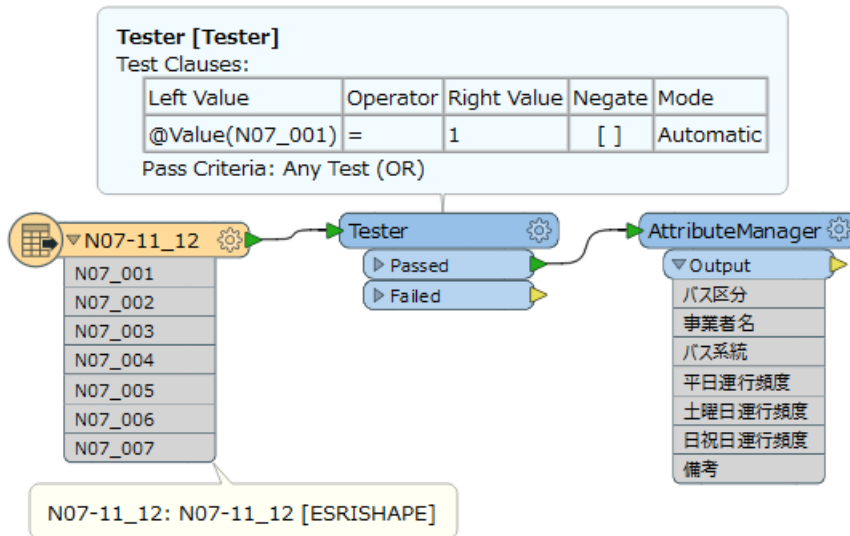 Tester [Tester]
Test Clauses:
Left Value Operator Right Value Negate Mode
@Value(N07_001) = 1 [ ] Automatic
Pass Criteria: Any Test (OR)
N07-11_12
N07_001
N07_002
N07_003
N07_004
N07_005
N07_006
N07_007
N07-11_12: N07-11_12 [ESRISHAPE]
Tester
Passed
Failed
AttributeManager
Output
バス区分
事業者名
バス系統
平日運行頻度
土曜日運行頻度
日祝日運行頻度
備考